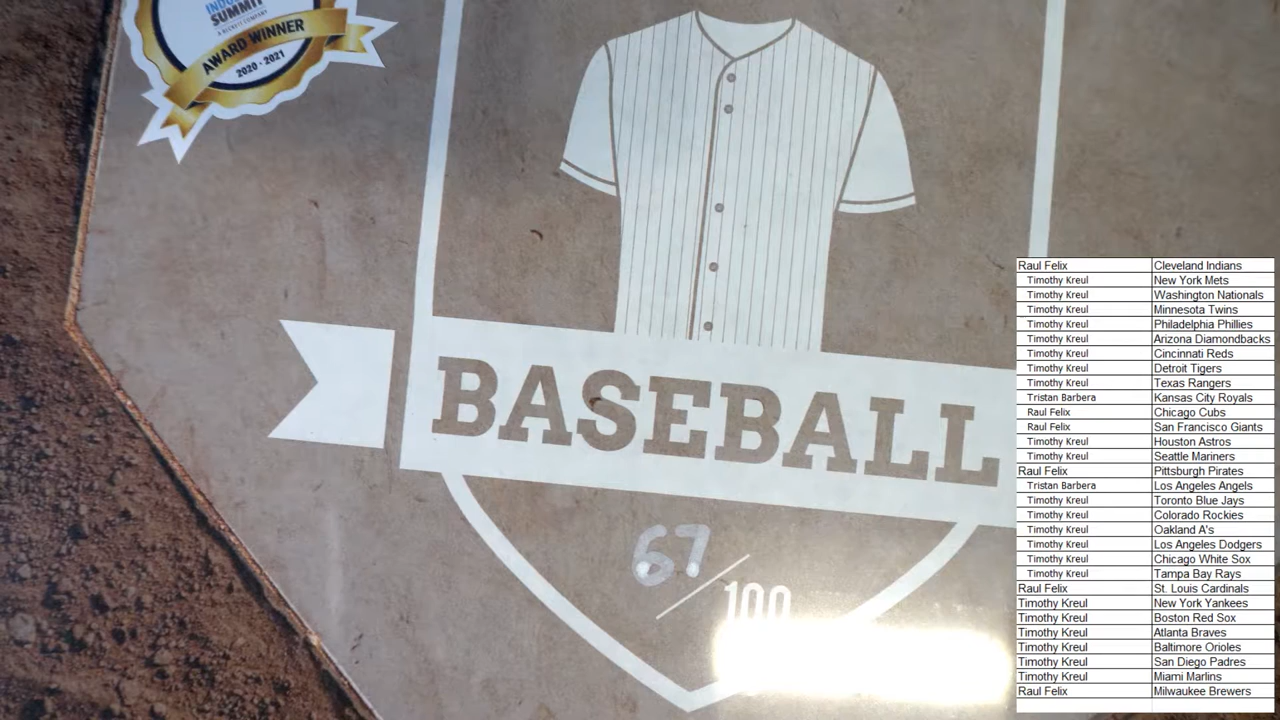 SUMMIT
A BECKETT COMPANY
AWARD WINNER
2020 - 2021
BASEBALL
67
100
Raul Felix Cleveland Indians
Timothy Kreul New York Mets
Timothy Kreul Washington Nationals
Timothy Kreul Minnesota Twins
Timothy Kreul Philadelphia Phillies
Timothy Kreul Arizona Diamondbacks
Timothy Kreul Cincinnati Reds
Timothy Kreul Detroit Tigers
Timothy Kreul Texas Rangers
Tristan Barbera Kansas City Royals
Raul Felix Chicago Cubs
Raul Felix San Francisco Giants
Timothy Kreul Houston Astros
Timothy Kreul Seattle Mariners
Raul Felix Pittsburgh Pirates
Tristan Barbera Los Angeles Angels
Timothy Kreul Toronto Blue Jays
Timothy Kreul Colorado Rockies
Timothy Kreul Oakland A's
Timothy Kreul Los Angeles Dodgers
Timothy Kreul Chicago White Sox
Timothy Kreul Tampa Bay Rays
Raul Felix St. Louis Cardinals
Timothy Kreul New York Yankees
Timothy Kreul Boston Red Sox
Timothy Kreul Atlanta Braves
Timothy Kreul Baltimore Orioles
Timothy Kreul San Diego Padres
Timothy Kreul Miami Marlins
Raul Felix Milwaukee Brewers